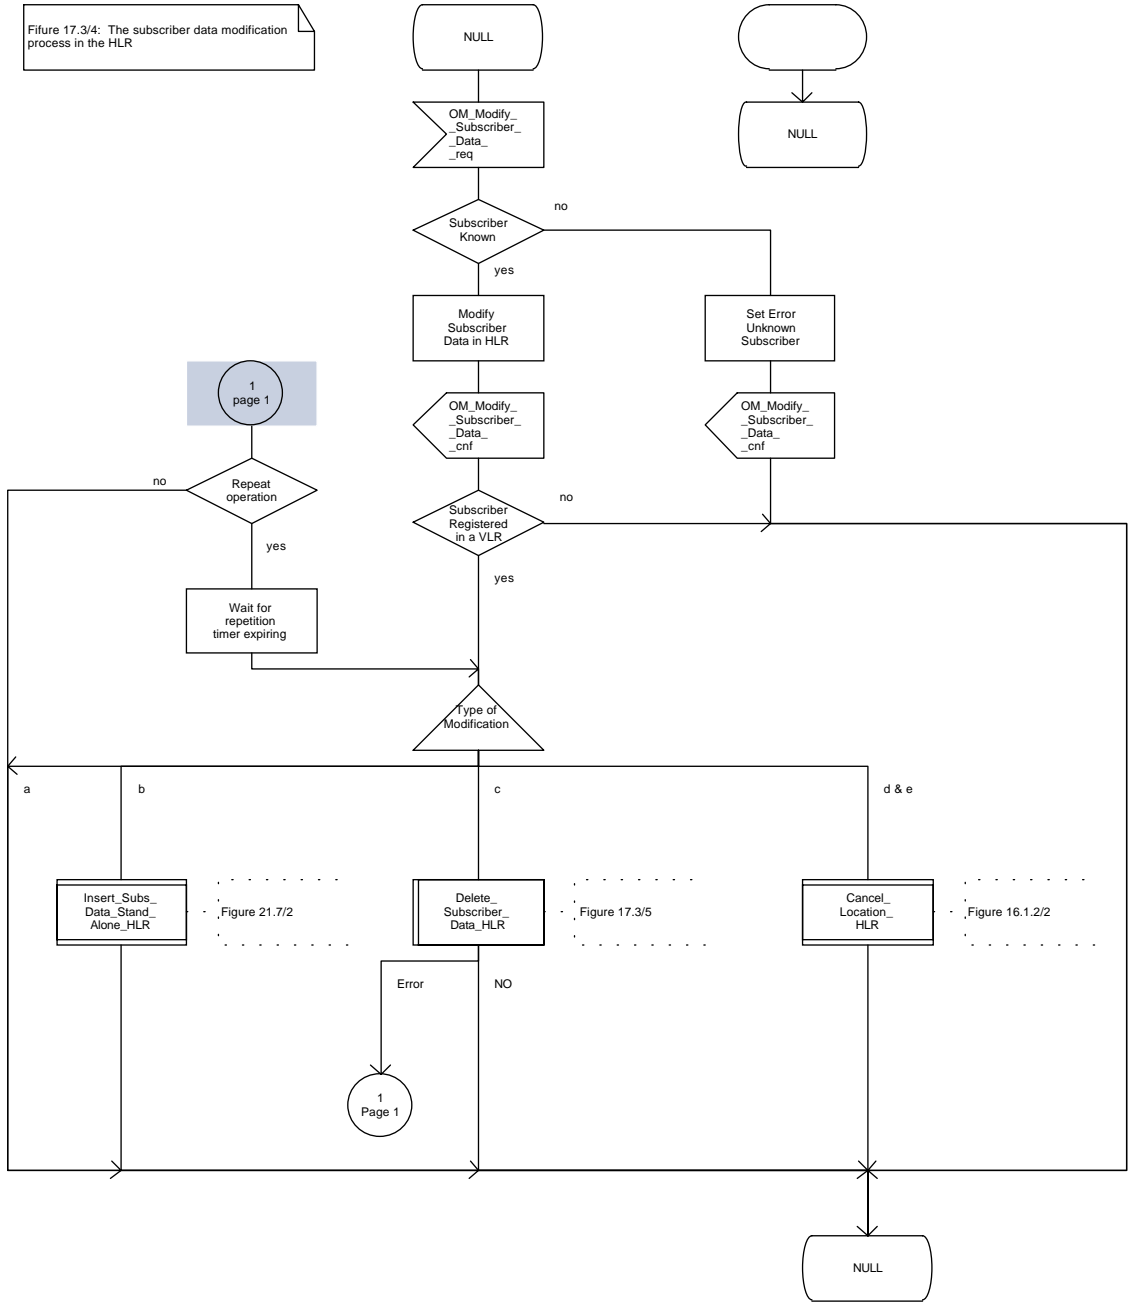 Fifure 17.3/4:  The subscriber data modification
process in the HLR
NULL
OM_Modify_
_Subscriber_
_Data_
_req
NULL
Subscriber
Known
no
yes
Modify
Subscriber
Data in HLR
Set Error
Unknown
Subscriber
1
page 1
OM_Modify_
_Subscriber_
_Data_
_cnf
OM_Modify_
_Subscriber_
_Data_
_cnf
Repeat
operation
no
yes
Subscriber
Registered
in a VLR
no
yes
Wait for
repetition
timer expiring
Type of
Modification
a
b
c
d & e
Insert_Subs_
Data_Stand_
Alone_HLR
Figure 21.7/2
Delete_
Subscriber_
Data_HLR
Figure 17.3/5
Cancel_
Location_
HLR
Figure 16.1.2/2
Error
NO
1
Page 1
NULL